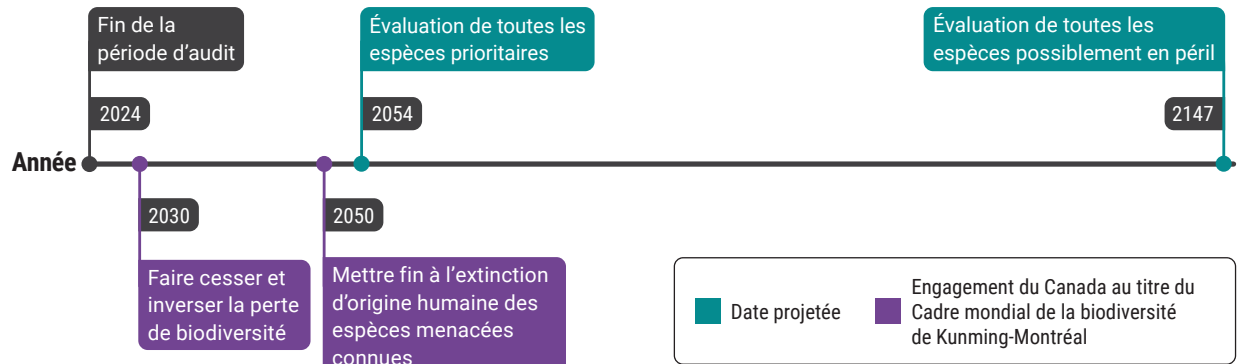 Fin de la
période d’audit
Évaluation de toutes les
espèces prioritaires
Évaluation de toutes les
espèces possiblement en péril
2024
2054
2147
Année
2030
2050
Faire cesser et
inverser la perte
de biodiversité
Mettre fin à l’extinction
d’origine humaine des
espèces menacées
connues
Date projetée
Engagement du Canada au titre du
Cadre mondial de la biodiversité
de Kunming-Montréal